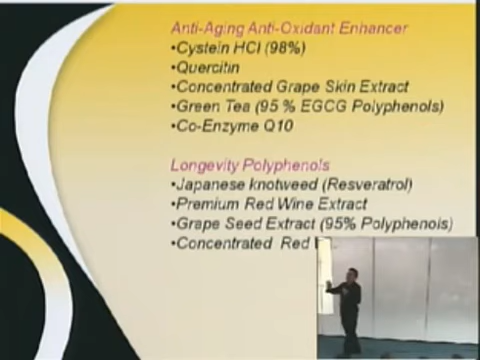 Anti-Aging Anti-Oxidant Enhancer
•Cystein HCl (98%)
•Quercitin
•Concentrated Grape Skin Extract
•Green Tea (95 % EGCG Polyphenols)
•Co-Enzyme Q10
Longevity Polyphenols
•Japanese knotweed (Resveratrol)
•Premium Red Wine Extract
•Grape Seed Extract (95% Polyphenols)
•Concentrated Red